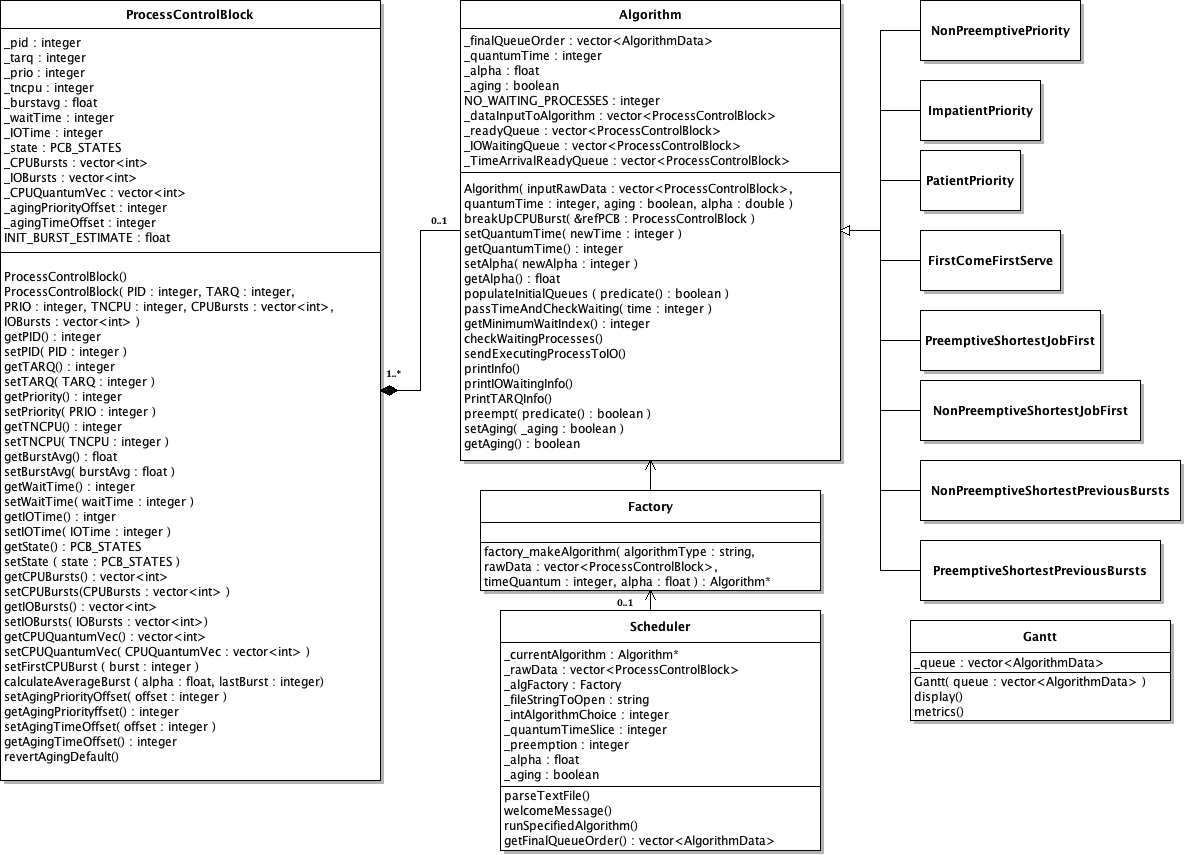 ProcessControlBlock
_pid : integer
_tarq : integer
_prio : integer
_tncpu : integer
_burstavg : float
_waitTime : integer
_IOTime : integer
_state : PCB_STATES
_CPUBursts : vector<int>
_IOBursts : vector<int>
_CPUQuantumVec : vector<int>
_agingPriorityOffset : integer
_agingTimeOffset : integer
INIT_BURST_ESTIMATE : float
ProcessControlBlock()
ProcessControlBlock( PID : integer, TARQ : integer,
PRIO : integer, TNCPU : integer, CPUBursts : vector<int>,
IOBursts : vector<int> )
getPID() : integer
setPID( PID : integer )
getTARQ() : integer
setTARQ( TARQ : integer )
getPriority() : integer
setPriority( PRIO : integer )
getTNCPU() : integer
setTNCPU( TNCPU : integer )
getBurstAvg() : float
setBurstAvg( burstAvg : float )
getWaitTime() : integer
setWaitTime( waitTime : integer )
getIOTime() : intger
setIOTime( IOTime : integer )
getState() : PCB_STATES
setState ( state : PCB_STATES )
getCPUBursts() : vector<int>
setCPUBursts(CPUBursts : vector<int> )
getIOBursts() : vector<int>
setIOBursts( IOBursts : vector<int>)
getCPUQuantumVec() : vector<int>
setCPUQuantumVec( CPUQuantumVec : vector<int> )
setFirstCPUBurst ( burst : integer )
calculateAverageBurst ( alpha : float, lastBurst : integer)
setAgingPriorityOffset( offset : integer )
getAgingPriorityffset() : integer
setAgingTimeOffset( offset : integer )
getAgingTimeOffset() : integer
revertAgingDefault()
0..1
1..*
Algorithm
_finalQueueOrder : vector<AlgorithmData>
_quantumTime : integer
_alpha : float
_aging : boolean
NO_WAITING_PROCESSES : integer
_dataInputToAlgorithm : vector<ProcessControlBlock>
_readyQueue : vector<ProcessControlBlock>
_IOWaitingQueue : vector<ProcessControlBlock>
_TimeArrivalReadyQueue : vector<ProcessControlBlock>
Algorithm( inputRawData : vector<ProcessControlBlock>,
quantumTime : integer, aging : boolean, alpha : double )
breakUpCPUBurst( &refPCB : ProcessControlBlock )
setQuantumTime( newTime : integer )
getQuantumTime() : integer
setAlpha( newAlpha : integer )
getAlpha() : float
populateInitialQueues ( predicate() : boolean )
passTimeAndCheckWaiting( time : integer )
getMinimumWaitIndex() : integer
checkWaitingProcesses()
sendExecutingProcessToIO()
printInfo()
printIOWaitingInfo()
PrintTARQInfo()
preempt( predicate() : boolean )
setAging( _aging : boolean )
getAging() : boolean
Factory
factory_makeAlgorithm( algorithmType : string,
rawData : vector<ProcessControlBlock>,
timeQuantum : integer, alpha : float ) : Algorithm*
0..1
Scheduler
_currentAlgorithm : Algorithm*
_rawData : vector<ProcessControlBlock>
_algFactory : Factory
_fileStringToOpen : string
_intAlgorithmChoice : integer
_quantumTimeSlice : integer
_preemption : integer
_alpha : float
_aging : boolean
parseTextFile()
welcomeMessage()
runSpecifiedAlgorithm()
getFinalQueueOrder() : vector<AlgorithmData>
NonPreemptivePriority
ImpatientPriority
PatientPriority
FirstComeFirstServe
PreemptiveShortestJobFirst
NonPreemptiveShortestJobFirst
NonPreemptiveShortestPreviousBursts
PreemptiveShortestPreviousBursts
Gantt
_queue : vector<AlgorithmData>
Gantt( queue : vector<AlgorithmData> )
display()
metrics()